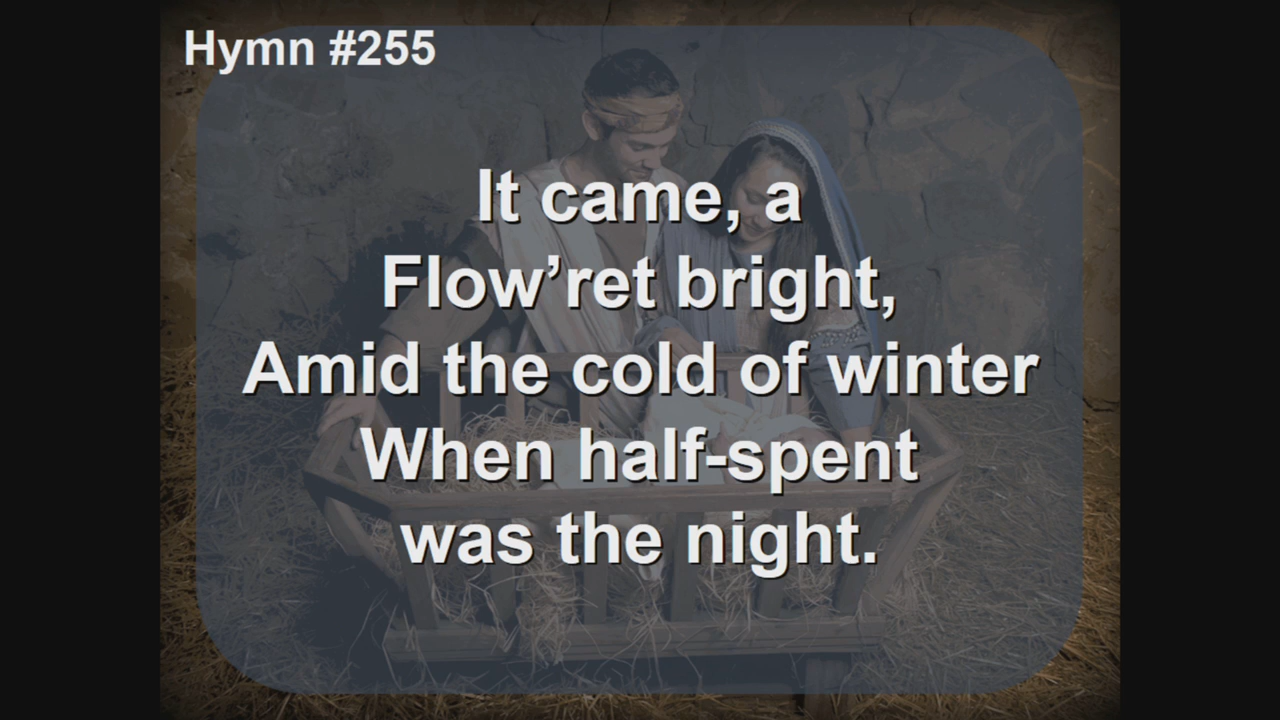 Hymn #255
It came, a
Flow’ret bright,
Amid the cold of winter
When half-spent
was the night.